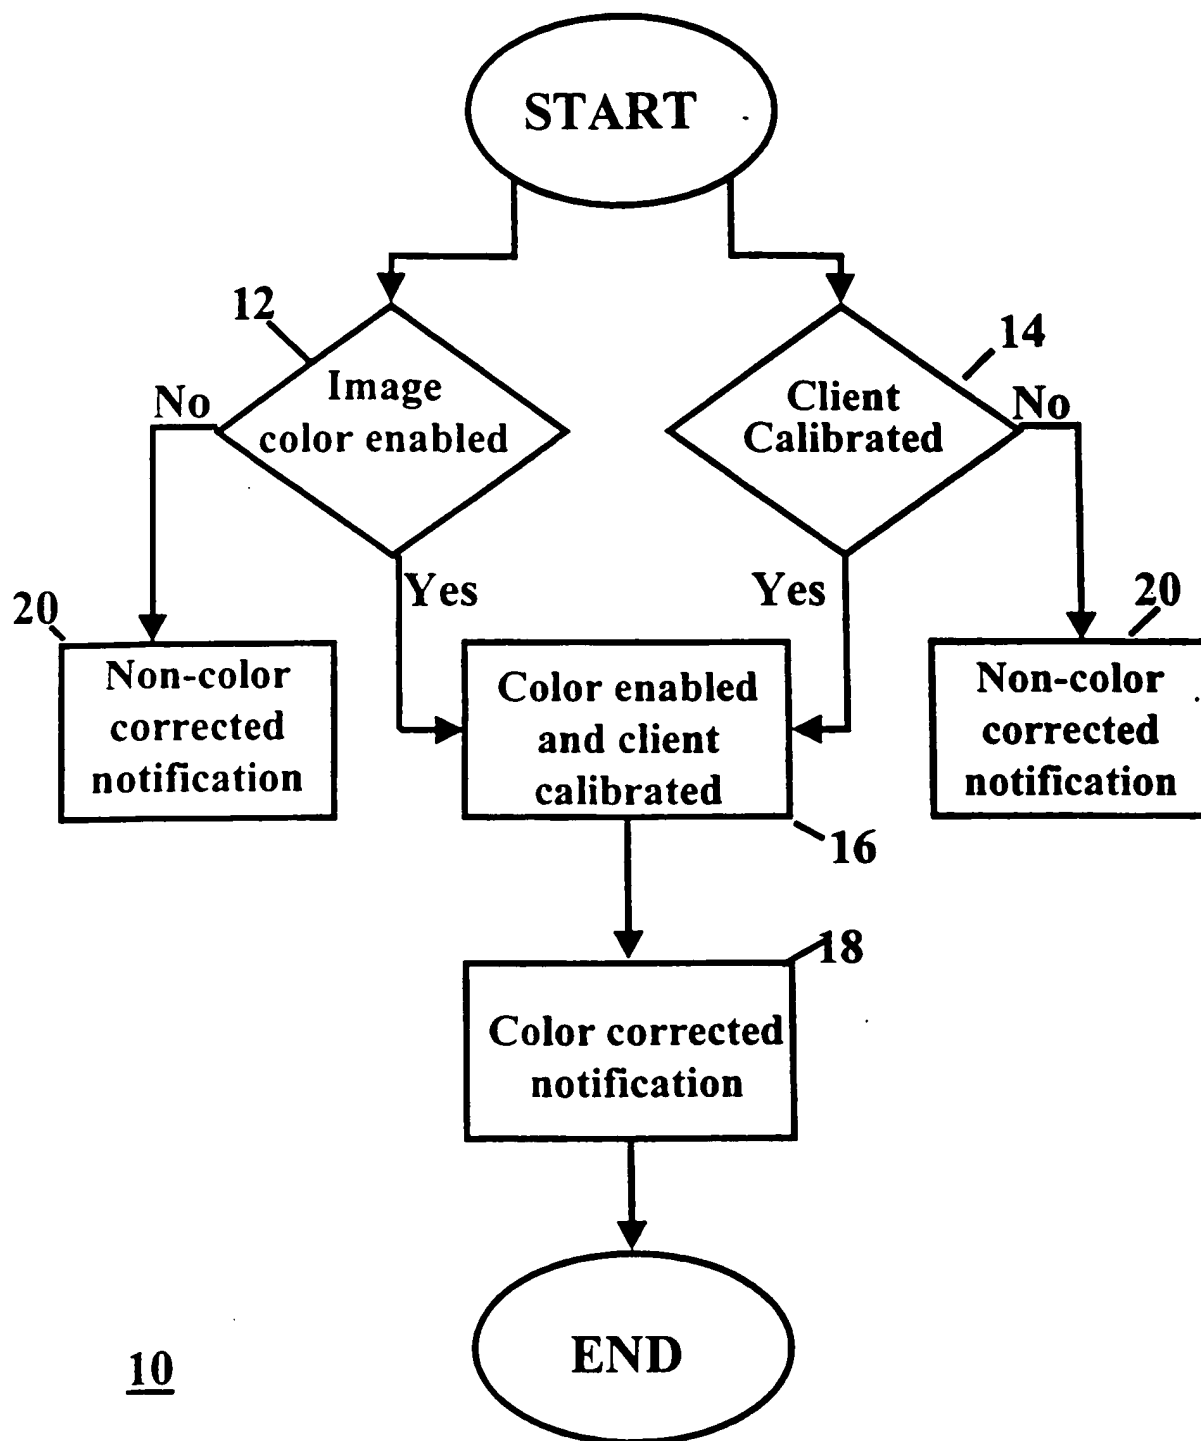 START
12
14
Image
color enabled
Client
Calibrated
No
No
Yes
Yes
20
20
Non-color
corrected
notification
Color enabled
and client
calibrated
Non-color
corrected
notification
16
18
Color corrected
notification
END
10